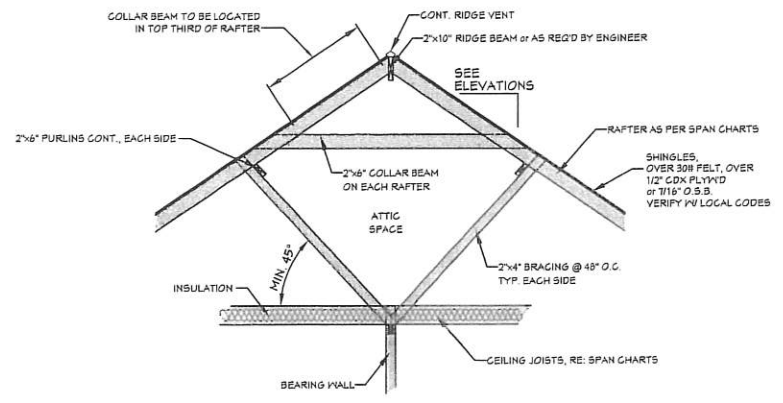 COLLAR BEAM TO BE LOCATED
IN TOP THIRD OF RAFTER
CONT. RIDGE VENT
2"x10" RIDGE BEAM or AS REQ'D BY ENGINEER
SEE
ELEVATIONS
2"x6" PURLINS CONT., EACH SIDE
RAFTER AS PER SPAN CHARTS
SHINGLES,
OVER 30# FELT, OVER
1/2" CDX PLYW'D
or 7/16" O.S.B.
VERIFY W/ LOCAL CODES
2"x6" COLLAR BEAM
ON EACH RAFTER
ATTIC
SPACE
MIN. 45°
2"x4" BRACING @ 48" O.C.
TYP. EACH SIDE
INSULATION
CEILING JOISTS, RE: SPAN CHARTS
BEARING WALL